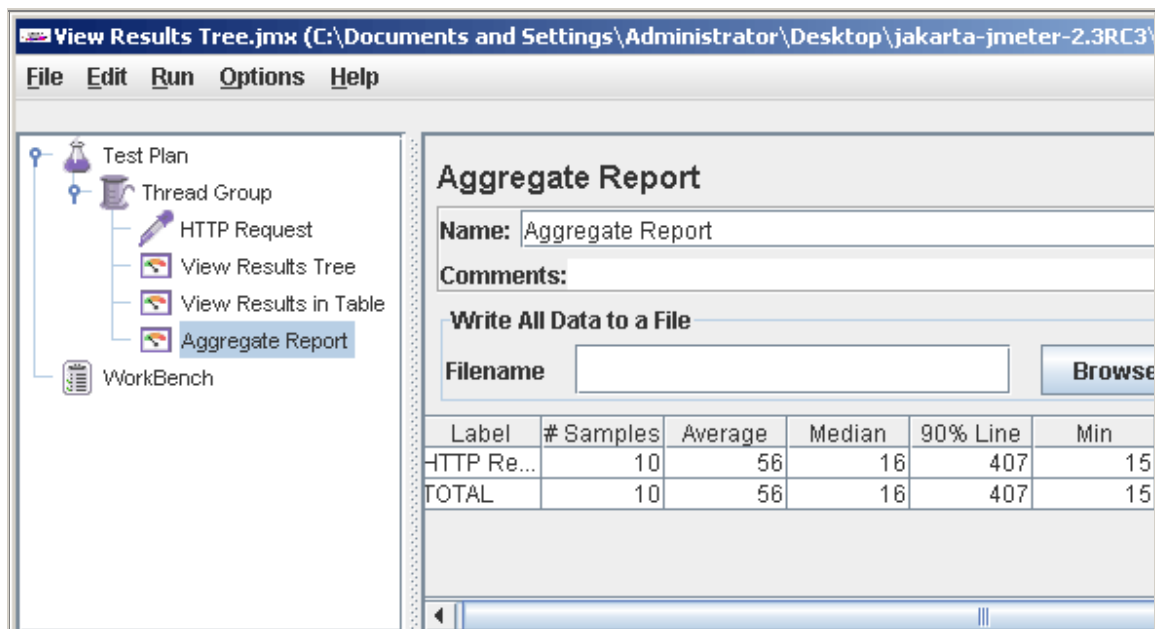 View Results Tree.jmx (C:\Documents and Settings\Administrator\Desktop\jakarta-jmeter-2.3RC3\
File Edit Run Options Help
Test Plan
Thread Group
HTTP Request
View Results Tree
View Results in Table
Aggregate Report
WorkBench
Aggregate Report
Name: Aggregate Report
Comments:
Write All Data to a File
Filename Browse
Label # Samples Average Median 90% Line Min
HTTP Re... 10 56 16 407 15
TOTAL 10 56 16 407 15